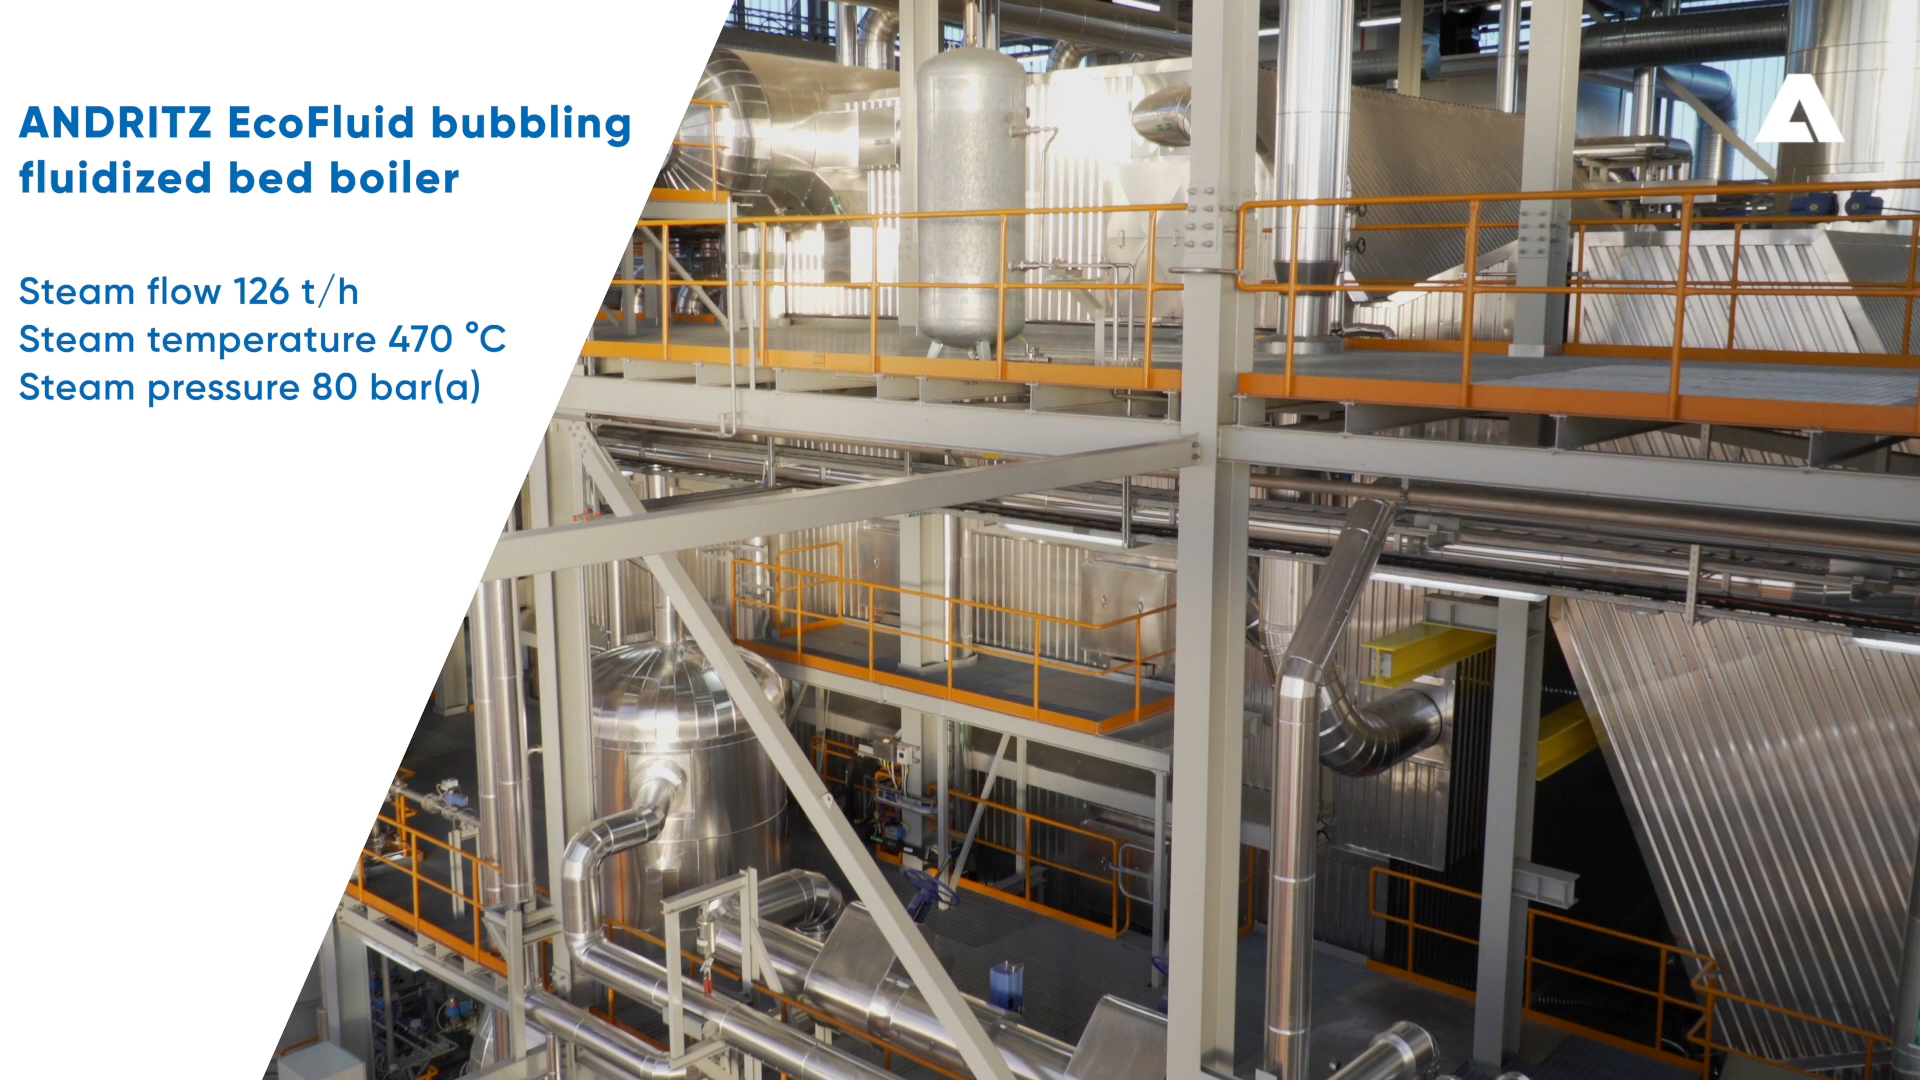 ANDRITZ EcoFluid bubbling
fluidized bed boiler
Steam flow 126 t/h
Steam temperature 470 °C
Steam pressure 80 bar(a)